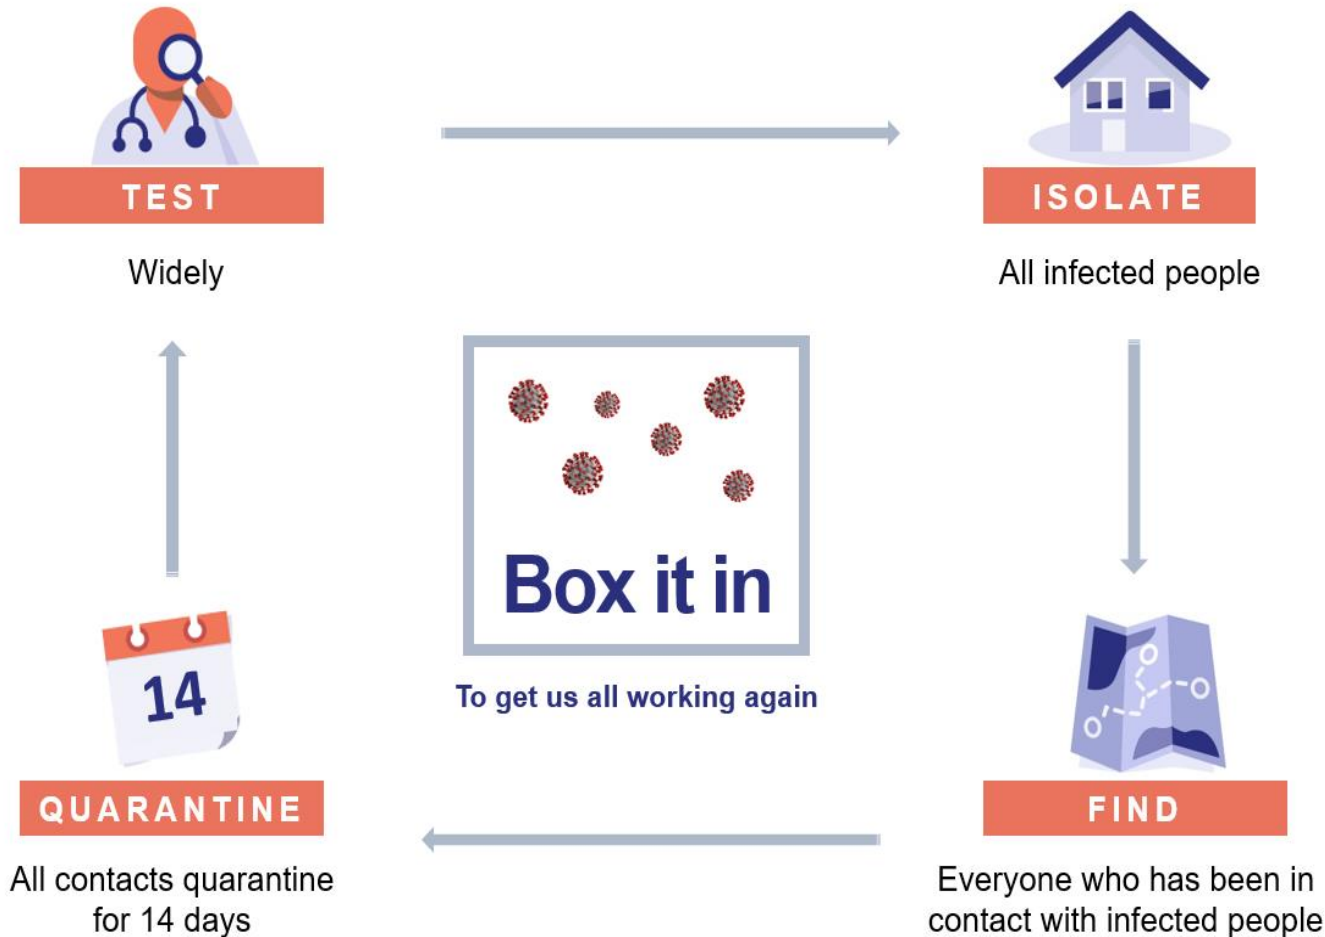 TEST
Widely
ISOLATE
All infected people
Box it in
To get us all working again
14
QUARANTINE
All contacts quarantine
for 14 days
FIND
Everyone who has been in
contact with infected people